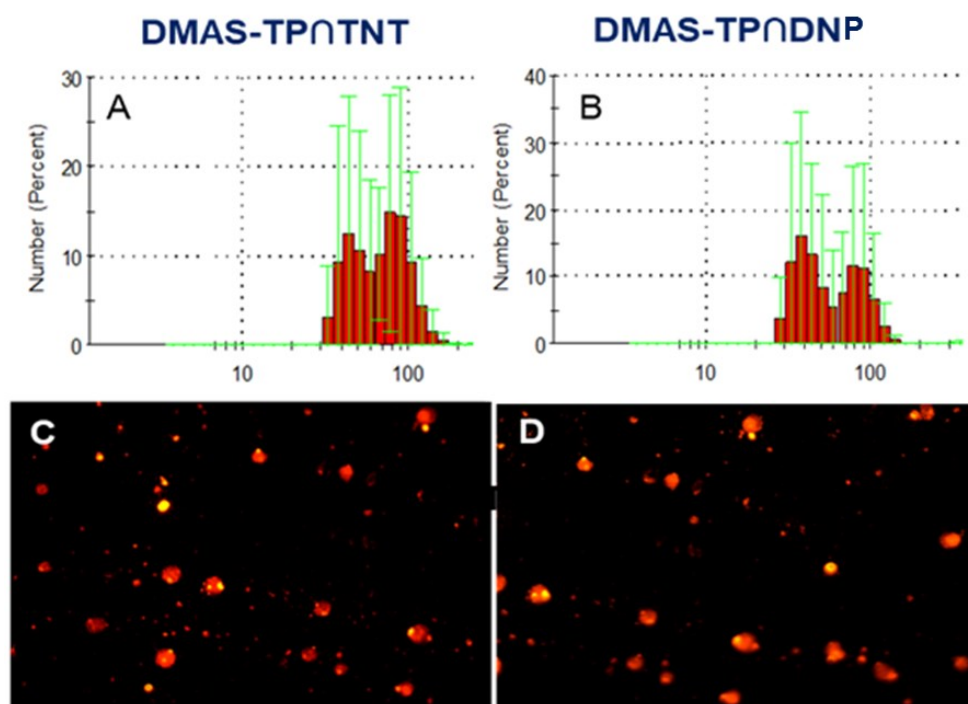 DMAS-TP∩TNT
DMAS-TP∩DNP
A
Number (Percent)
30
20
10
0
10
100
B
Number (Percent)
40
30
20
10
0
10
100
C
D